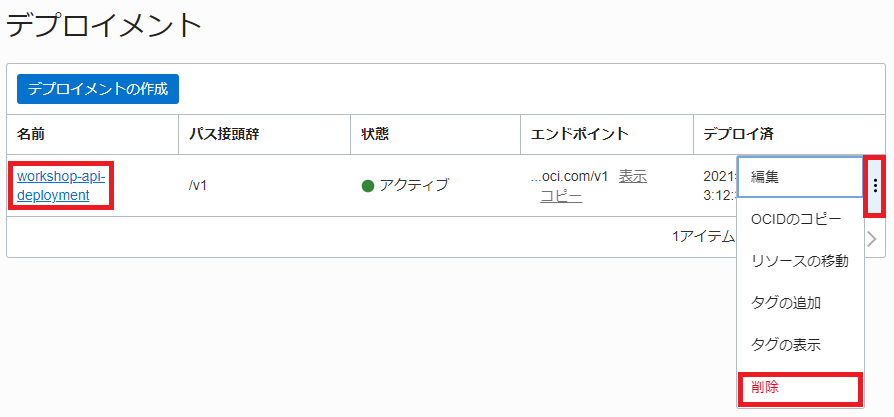 デプロイメント
デプロイメントの作成
名前
パス接頭辞
状態
エンドポイント
デプロイ済
workshop-api-
deployment
/v1
アクティブ
...oci.com/v1 表示
コピー
2021
3:12:
1アイテム
編集
OCIDのコピー
リソースの移動
タグの追加
タグの表示
削除